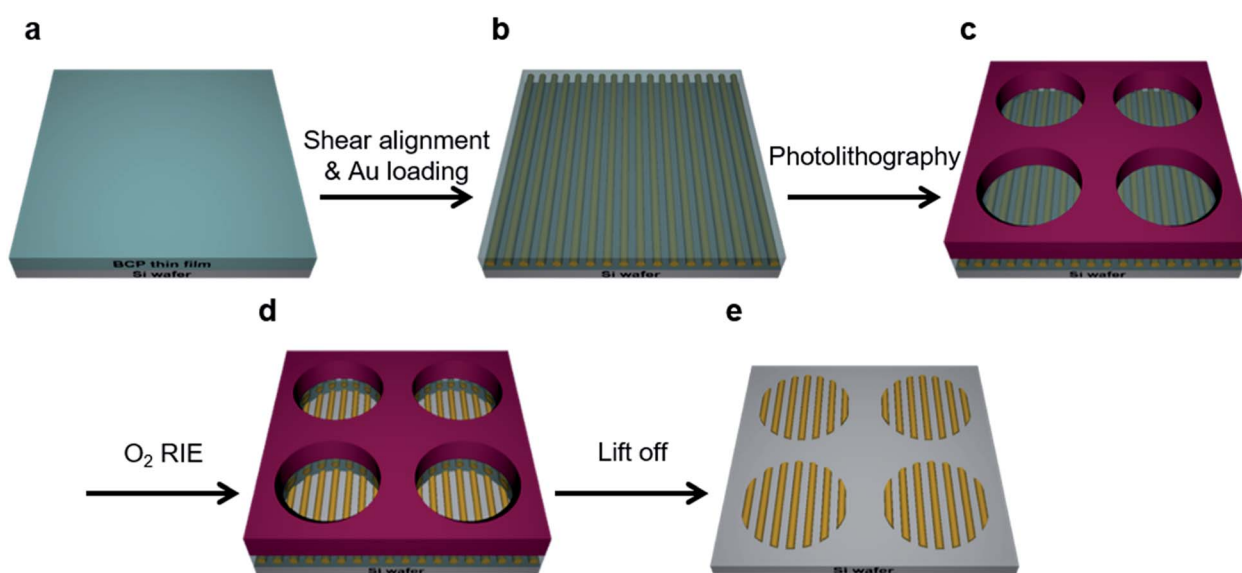 a
b
c
Shear alignment
& Au loading
Photolithography
BCP thin film
Si wafer
Si wafer
Si wafer
d
e
O₂ RIE
Lift off
Si wafer
Si wafer